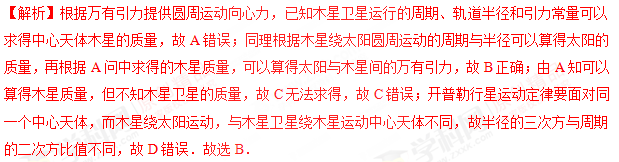 【解析】根据万有引力提供圆周运动向心力，已知木星卫星运行的周期、轨道半径和引力常量可以
求得中心天体木星的质量，故 A 错误；同理根据木星绕太阳圆周运动的周期与半径可以算得太阳的
质量，再根据 A 问中求得的木星质量，可以算得太阳与木星间的万有引力，故 B 正确；由 A 知可以
算得木星质量，但不知木星卫星的质量，故 C 无法求得，故 C 错误；开普勒行星运动定律要面对同
一个中心天体，而木星绕太阳运动，与木星卫星绕木星运动中心天体不同，故半径的三次方与周期
的二次方比值不同，故 D 错误．故选 B．